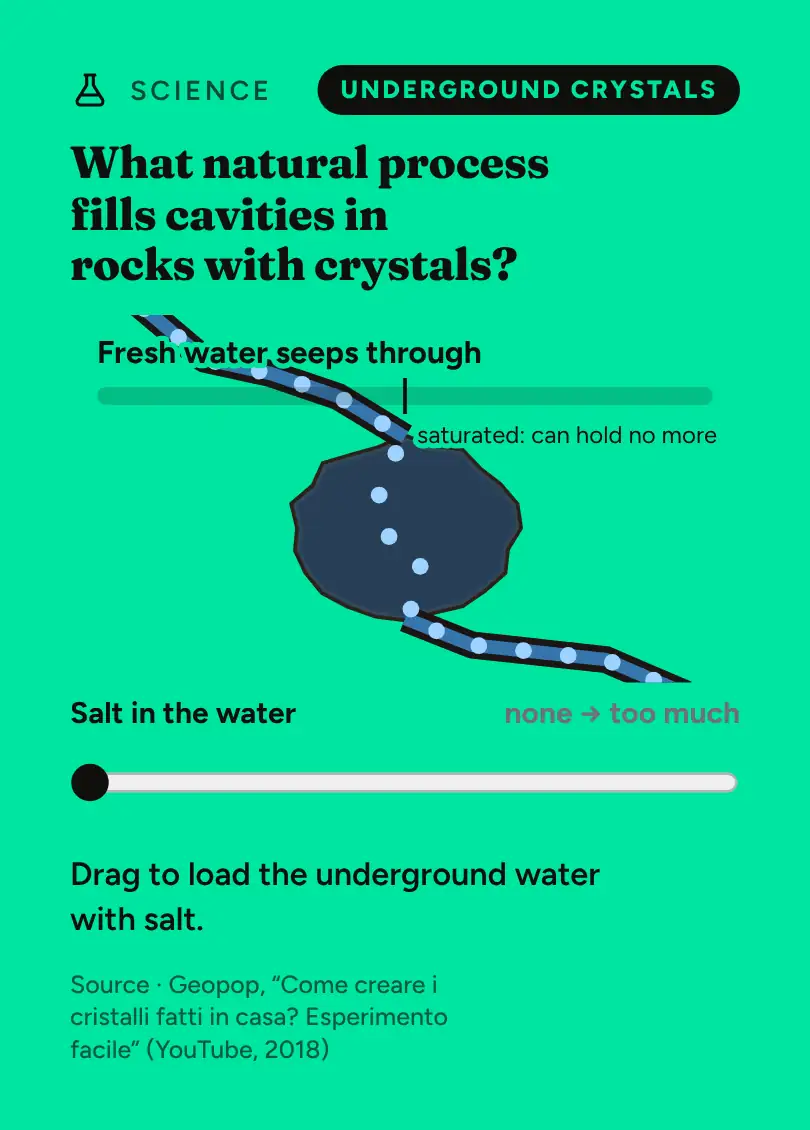 SCIENCE
UNDERGROUND CRYSTALS
What natural process
fills cavities in
rocks with crystals?
Fresh water seeps through
saturated: can hold no more
Salt in the water
none → too much
Drag to load the underground water
with salt.
Source · Geopop, “Come creare i
cristalli fatti in casa? Esperimento
facile” (YouTube, 2018)